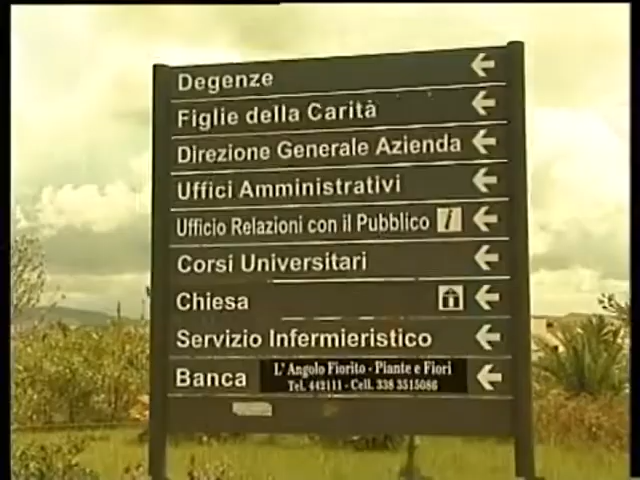 Degenze
Figlie della Carità
Direzione Generale Azienda
Uffici Amministrativi
Ufficio Relazioni con il Pubblico i
Corsi Universitari
Chiesa
Servizio Infermieristico
Banca
L'Angolo Fiorito - Piante e Fiori
Tel. 442111 - Cell. 338 3515086